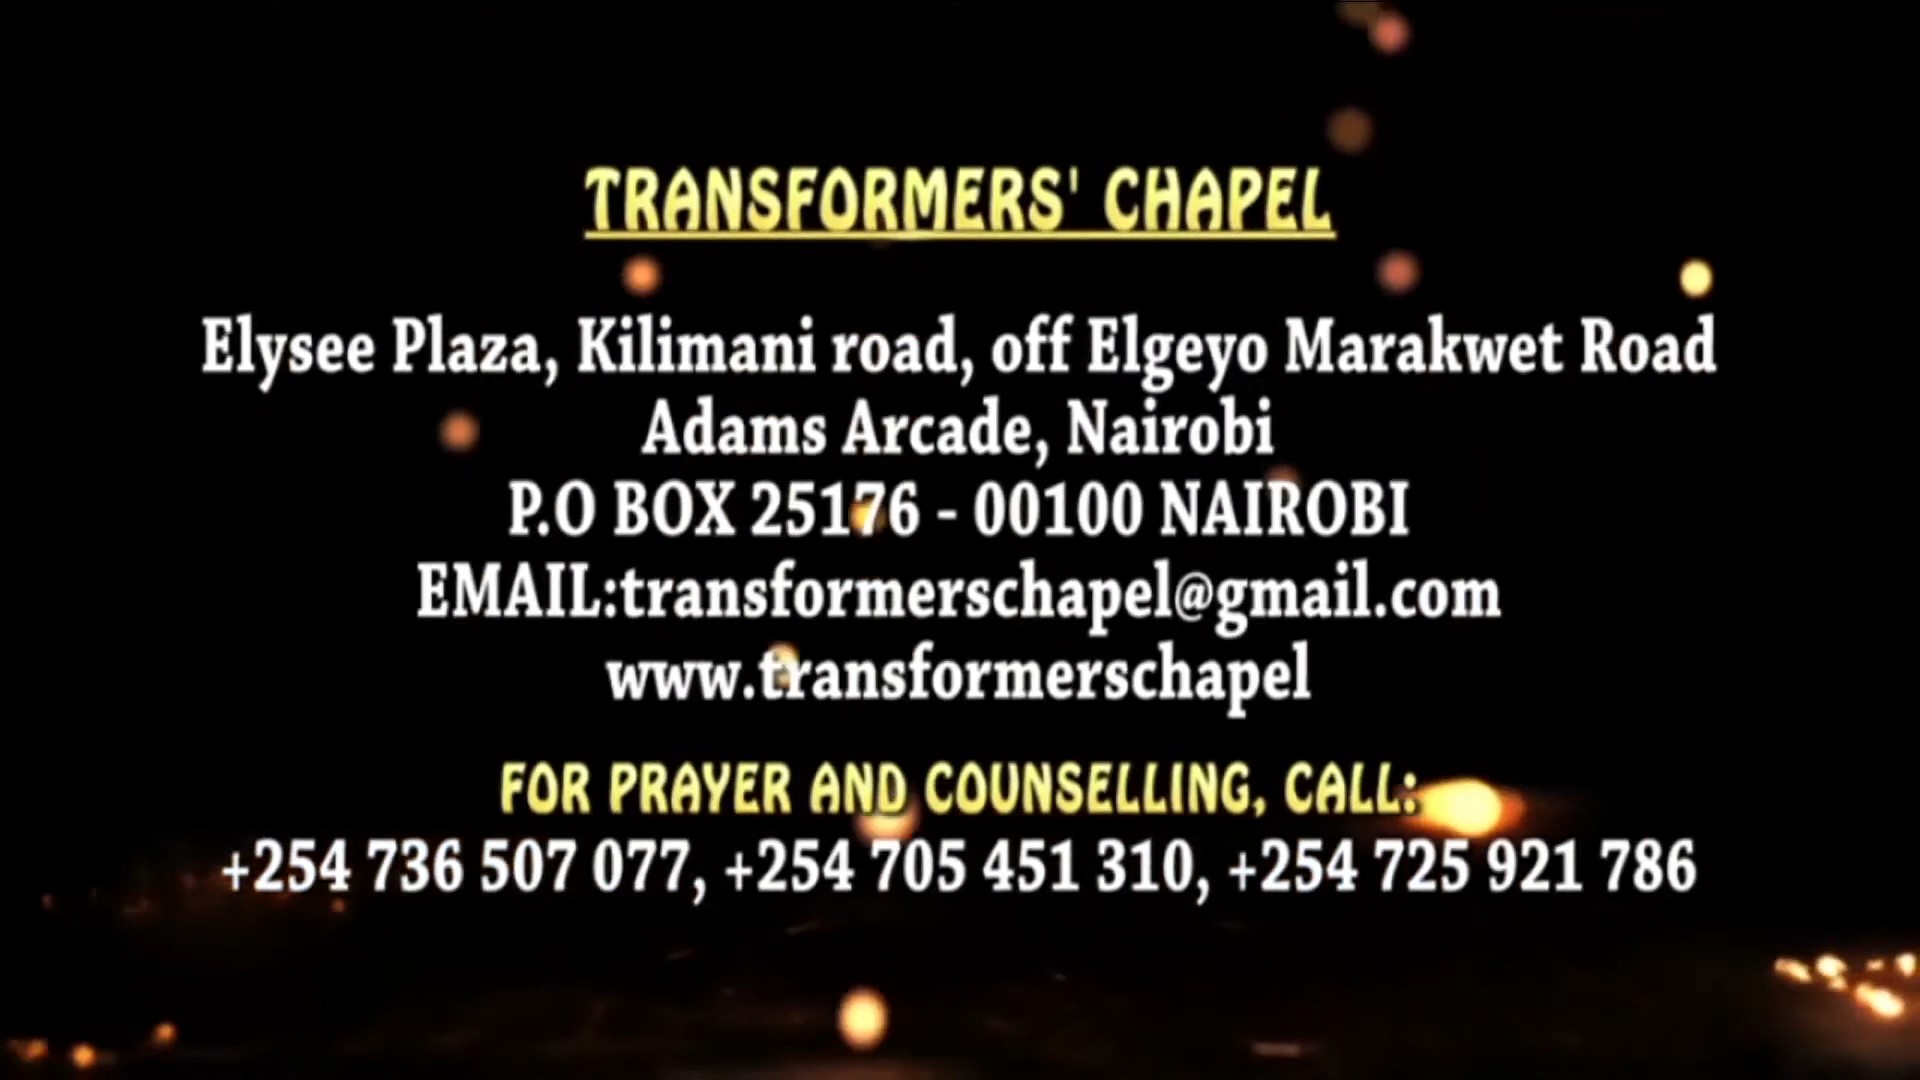 TRANSFORMERS' CHAPEL
Elysee Plaza, Kilimani road, off Elgeyo Marakwet Road
Adams Arcade, Nairobi
P.O BOX 25176 - 00100 NAIROBI
EMAIL:transformerschapel@gmail.com
www.transformerschapel
FOR PRAYER AND COUNSELLING, CALL:
+254 736 507 077, +254 705 451 310, +254 725 921 786